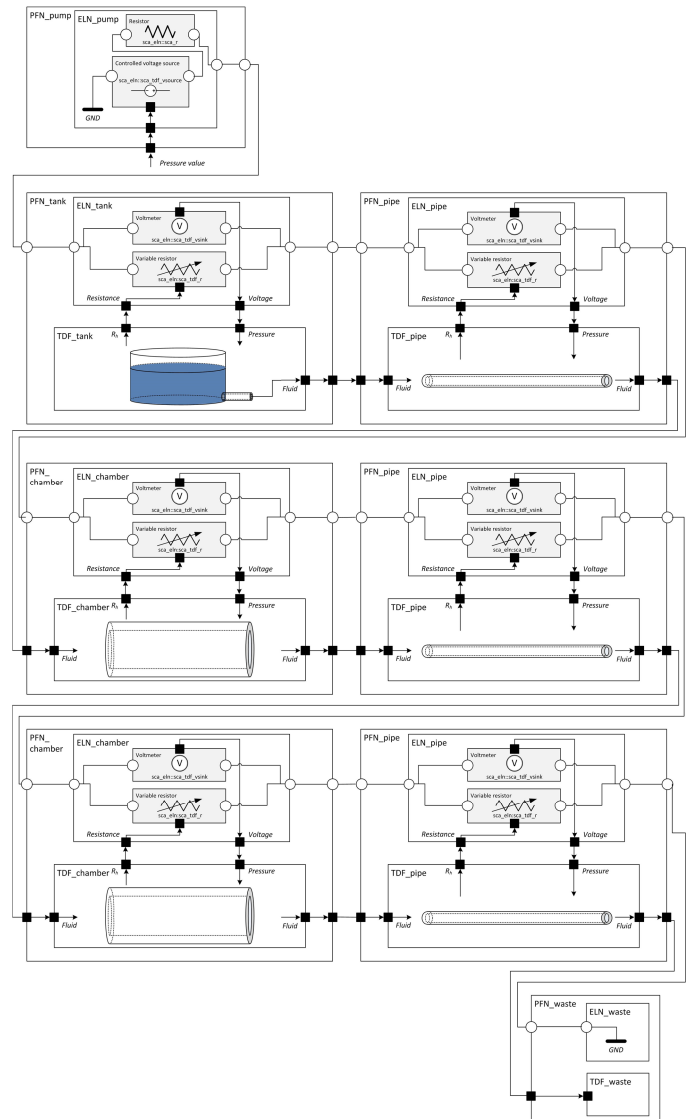 PFN_pump
ELN_pump
Resistor
sca_eln::sca_r
Controlled voltage source
sca_eln::sca_tdf_vsource
GND
Pressure value
PFN_tank
ELN_tank
Voltmeter
V
sca_eln::sca_tdf_vsink
Variable resistor
sca_eln:sca_tdf_r
Resistance
Voltage
TDF_tank
Rh
Pressure
Fluid
PFN_pipe
ELN_pipe
Voltmeter
V
sca_eln::sca_tdf_vsink
Variable resistor
sca_eln:sca_tdf_r
Resistance
Voltage
TDF_pipe
Rh
Pressure
Fluid
Fluid
PFN_
chamber
ELN_chamber
Voltmeter
V
sca_eln::sca_tdf_vsink
Variable resistor
sca_eln:sca_tdf_r
Resistance
Voltage
TDF_chamber
Rh
Pressure
Fluid
Fluid
PFN_pipe
ELN_pipe
Voltmeter
V
sca_eln::sca_tdf_vsink
Variable resistor
sca_eln:sca_tdf_r
Resistance
Voltage
TDF_pipe
Rh
Pressure
Fluid
Fluid
PFN_
chamber
ELN_chamber
Voltmeter
V
sca_eln::sca_tdf_vsink
Variable resistor
sca_eln:sca_tdf_r
Resistance
Voltage
TDF_chamber
Rh
Pressure
Fluid
Fluid
PFN_pipe
ELN_pipe
Voltmeter
V
sca_eln::sca_tdf_vsink
Variable resistor
sca_eln:sca_tdf_r
Resistance
Voltage
TDF_pipe
Rh
Pressure
Fluid
Fluid
PFN_waste
ELN_waste
GND
TDF_waste